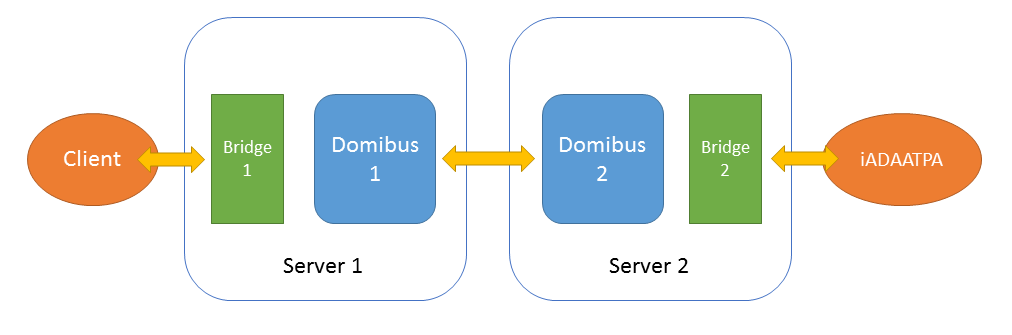 Client
Bridge
1
Domibus
1
Server 1
Domibus
2
Bridge
2
Server 2
iADAATPA